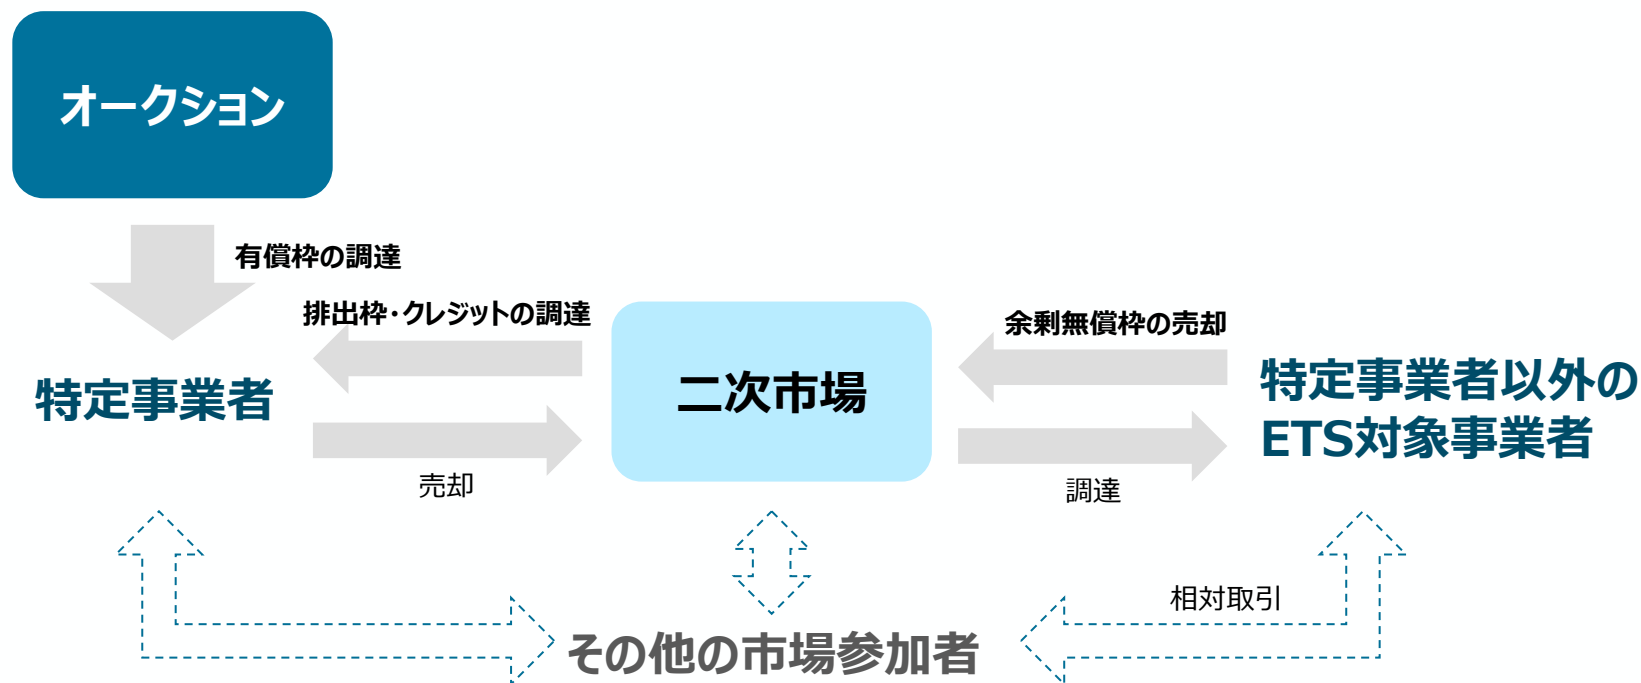 オークション
有償枠の調達
排出枠・クレジットの調達
余剰無償枠の売却
特定事業者
二次市場
特定事業者以外の
ETS対象事業者
売却
調達
相対取引
その他の市場参加者